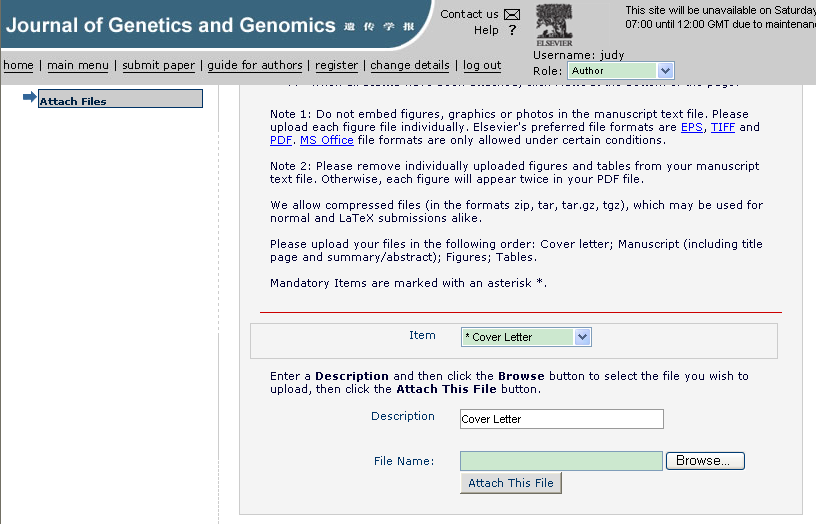 Journal of Genetics and Genomics 遗 传 学 报
Contact us
Help ?
ELSEVIER
This site will be unavailable on Saturday
07:00 until 12:00 GMT due to maintenan
Username: judy
Role: Author
home | main menu | submit paper | guide for authors | register | change details | log out
Attach Files
Note 1: Do not embed figures, graphics or photos in the manuscript text file. Please
upload each figure file individually. Elsevier's preferred file formats are EPS, TIFF and
PDF. MS Office file formats are only allowed under certain conditions.
Note 2: Please remove individually uploaded figures and tables from your manuscript
text file. Otherwise, each figure will appear twice in your PDF file.
We allow compressed files (in the formats zip, tar, tar.gz, tgz), which may be used for
normal and LaTeX submissions alike.
Please upload your files in the following order: Cover letter; Manuscript (including title
page and summary/abstract); Figures; Tables.
Mandatory Items are marked with an asterisk *.
Item * Cover Letter
Enter a Description and then click the Browse button to select the file you wish to
upload, then click the Attach This File button.
Description Cover Letter
File Name: Browse...
Attach This File